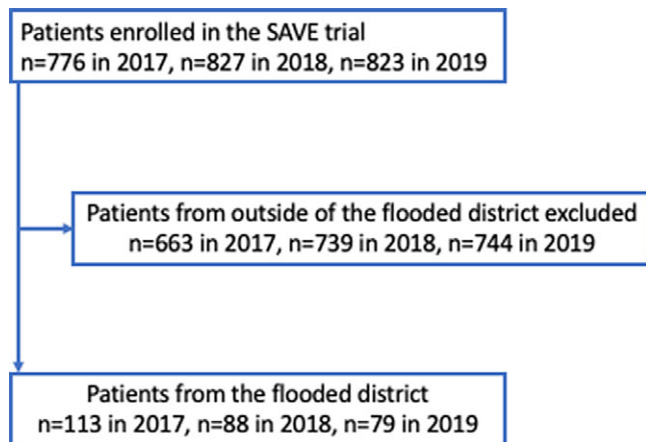 Patients enrolled in the SAVE trial
n=776 in 2017, n=827 in 2018, n=823 in 2019
Patients from outside of the flooded district excluded
n=663 in 2017, n=739 in 2018, n=744 in 2019
Patients from the flooded district
n=113 in 2017, n=88 in 2018, n=79 in 2019